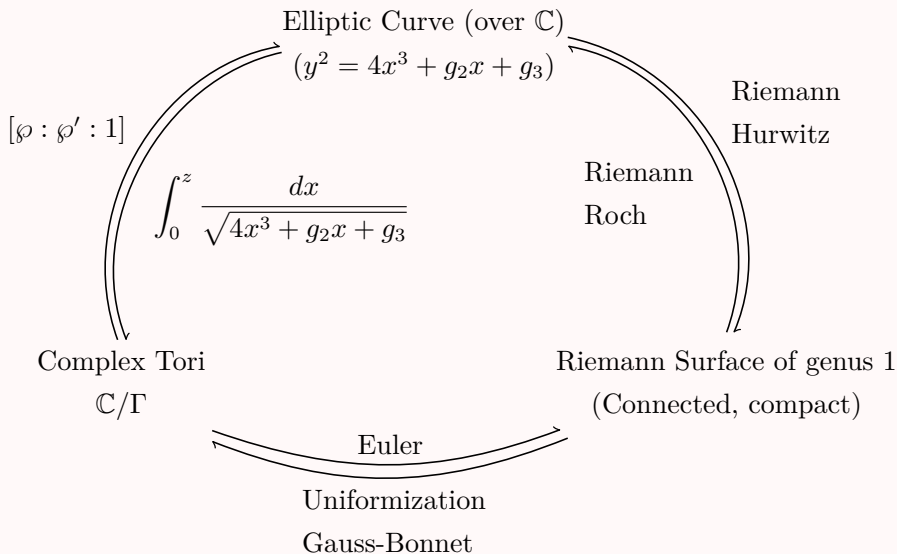 Elliptic Curve (over ℂ)
(y² = 4x³ + g₂x + g₃)
Riemann
Hurwitz
[℘ : ℘′ : 1]
Riemann
Roch
∫₀ᶻ dx / √(4x³ + g₂x + g₃)
Complex Tori
ℂ/Γ
Riemann Surface of genus 1
(Connected, compact)
Euler
Uniformization
Gauss-Bonnet